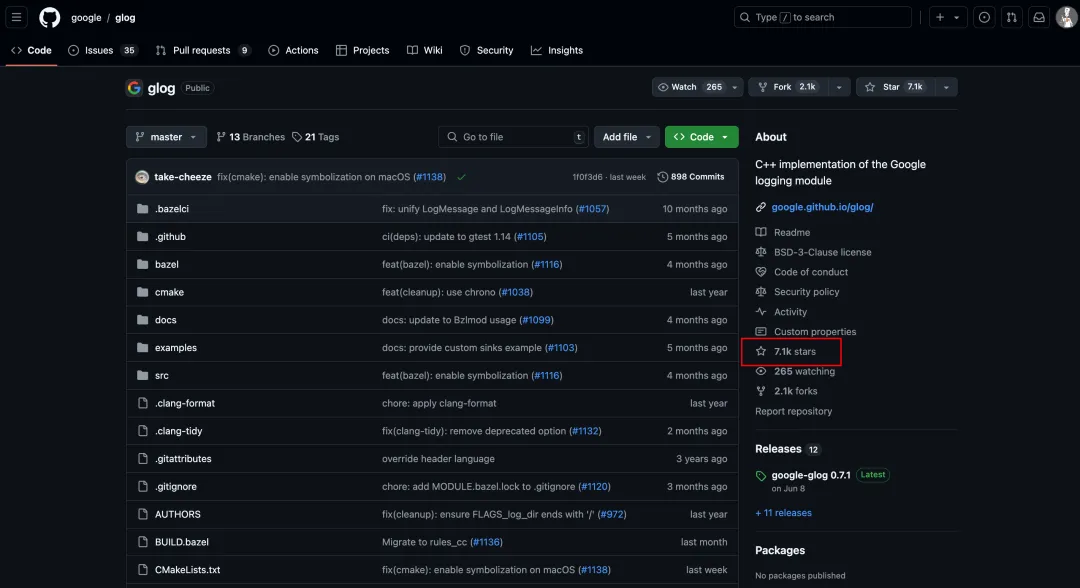 google / glog
Type / to search
Code
Issues 35
Pull requests 9
Actions
Projects
Wiki
Security
Insights
glog Public
Watch 265
Fork 2.1k
Star 7.1k
master
13 Branches
21 Tags
Go to file t
Add file
Code
take-cheeze fix(cmake): enable symbolization on macOS (#1138) 1f0f3d6 · last week 898 Commits
.bazelci fix: unify LogMessage and LogMessageInfo (#1057) 10 months ago
.github ci(deps): update to gtest 1.14 (#1105) 5 months ago
bazel feat(bazel): enable symbolization (#1116) 4 months ago
cmake feat(cleanup): use chrono (#1038) last year
docs docs: update to Bzlmod usage (#1099) 4 months ago
examples docs: provide custom sinks example (#1103) 5 months ago
src feat(bazel): enable symbolization (#1116) 4 months ago
.clang-format chore: apply clang-format last year
.clang-tidy fix(clang-tidy): remove deprecated option (#1132) 2 months ago
.gitattributes override header language 3 years ago
.gitignore chore: add MODULE.bazel.lock to .gitignore (#1120) 3 months ago
AUTHORS fix(cleanup): ensure FLAGS_log_dir ends with '/' (#972) last year
BUILD.bazel Migrate to rules_cc (#1136) last month
CMakeLists.txt fix(cmake): enable symbolization on macOS (#1138) last week
About
C++ implementation of the Google
logging module
google.github.io/glog/
Readme
BSD-3-Clause license
Code of conduct
Security policy
Activity
Custom properties
7.1k stars
265 watching
2.1k forks
Report repository
Releases 12
google-glog 0.7.1 Latest
on Jun 8
+ 11 releases
Packages
No packages published